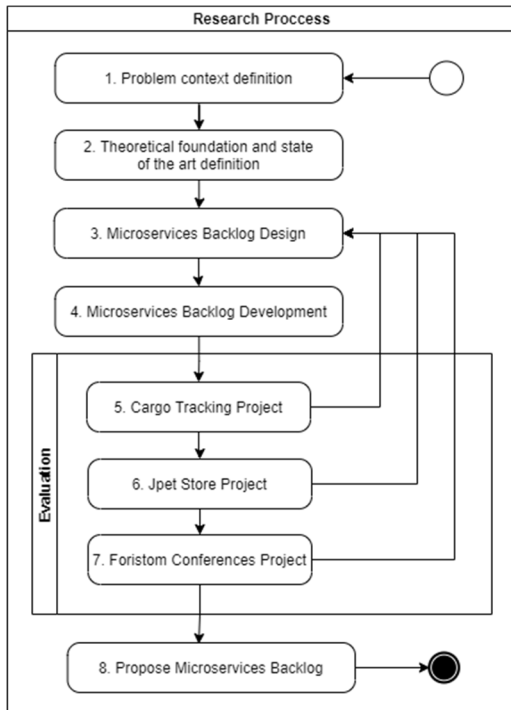 Research Proccess
1. Problem context definition
2. Theoretical foundation and state
of the art definition
3. Microservices Backlog Design
4. Microservices Backlog Development
Evaluation
5. Cargo Tracking Project
6. Jpet Store Project
7. Foristom Conferences Project
8. Propose Microservices Backlog